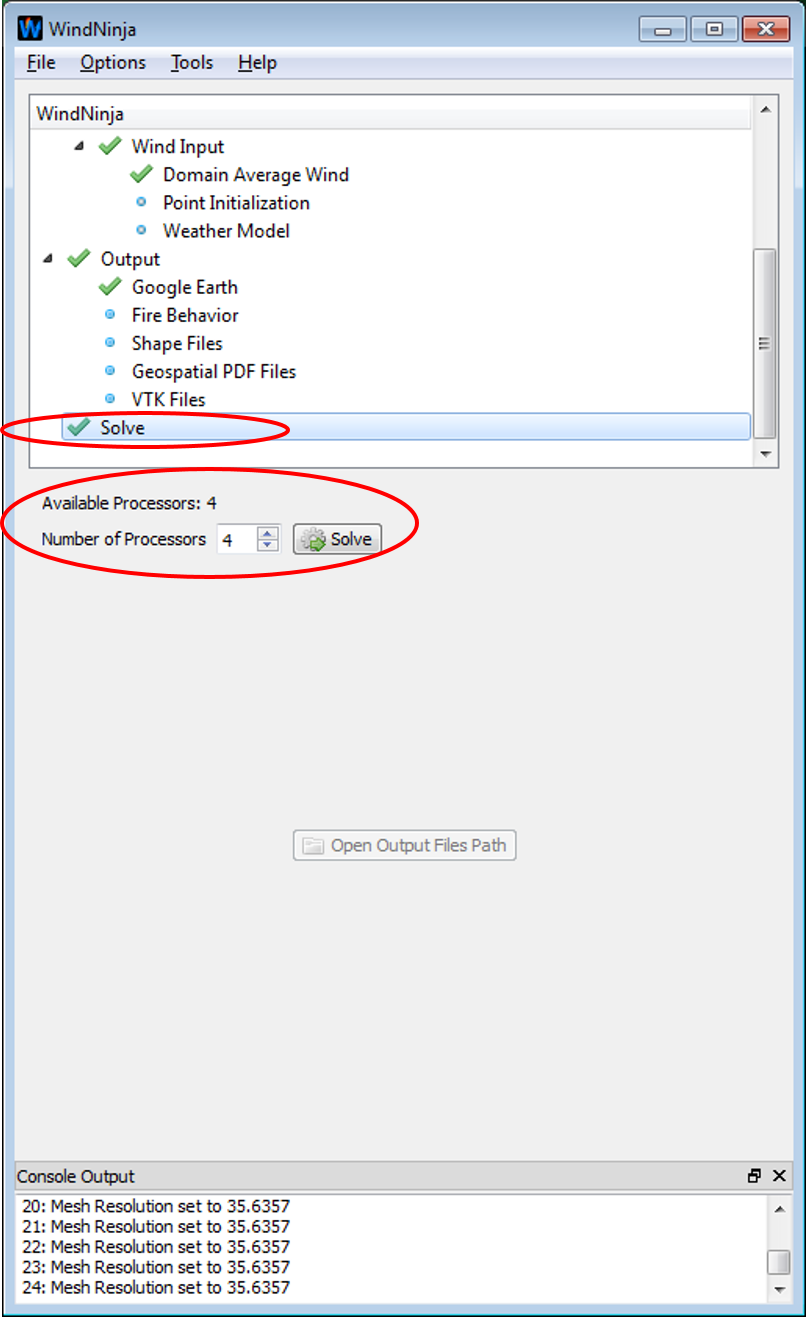 WindNinja
File Options Tools Help
WindNinja
Wind Input
Domain Average Wind
Point Initialization
Weather Model
Output
Google Earth
Fire Behavior
Shape Files
Geospatial PDF Files
VTK Files
Solve
Available Processors: 4
Number of Processors 4 Solve
Open Output Files Path
Console Output
20: Mesh Resolution set to 35.6357
21: Mesh Resolution set to 35.6357
22: Mesh Resolution set to 35.6357
23: Mesh Resolution set to 35.6357
24: Mesh Resolution set to 35.6357